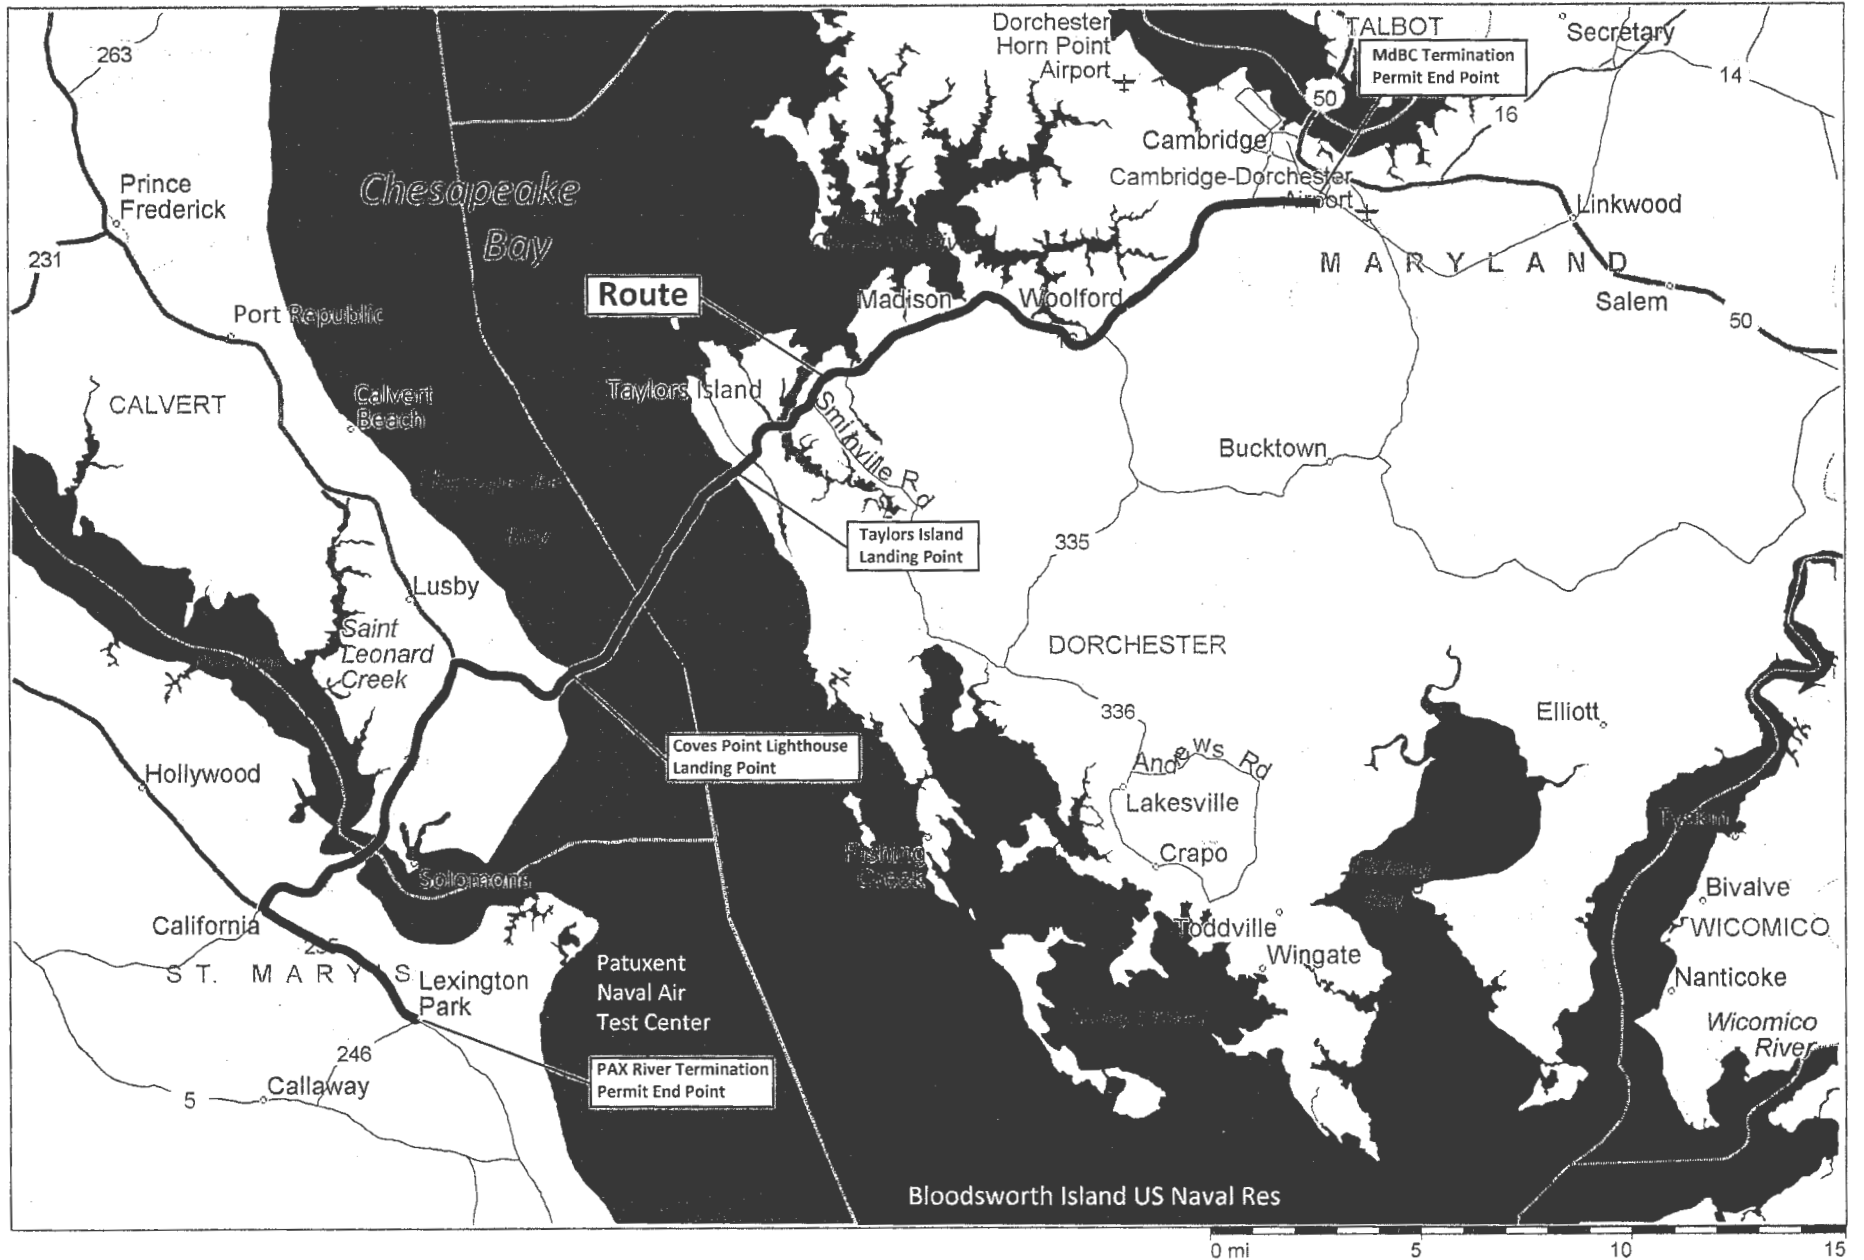 Dorchester
Horn Point
Airport
TALBOT
Secretary
MdBC Termination
Permit End Point
263
50
14
16
Cambridge
Cambridge-Dorchester
Airport
Prince
Frederick
Chesapeake
Bay
Linkwood
231
MARYLAND
Route
Madison
Woolford
Salem
Port Republic
50
Taylors Island
CALVERT
Calvert
Beach
Smithville Rd
Bucktown
Taylors Island
Landing Point
335
Lusby
Saint
Leonard
Creek
DORCHESTER
336
Elliott
Coves Point Lighthouse
Landing Point
Andrews Rd
Hollywood
Lakesville
Crapo
Fishing
Creek
Solomons
Bivalve
California
Toddville
WICOMICO
Wingate
ST. MARY'S
Lexington
Park
Patuxent
Naval Air
Test Center
Nanticoke
Wicomico
River
246
PAX River Termination
Permit End Point
Callaway
5
Bloodsworth Island US Naval Res
0 mi 5 10 15